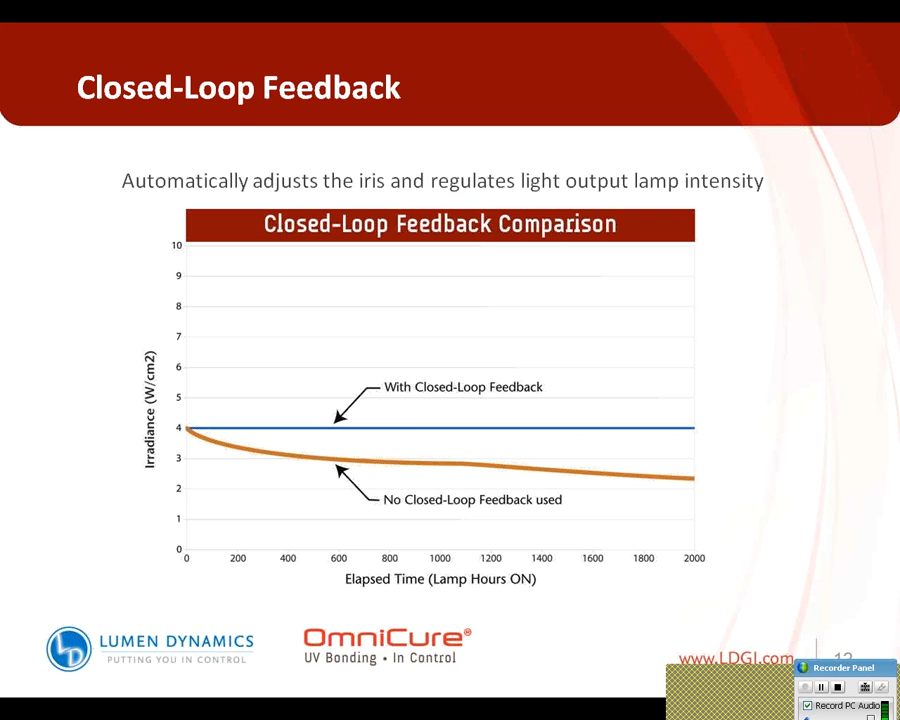 Closed-Loop Feedback
Automatically adjusts the iris and regulates light output lamp intensity
Closed-Loop Feedback Comparison
10
9
8
7
6
5
4
3
2
1
0
Irradiance (W/cm2)
With Closed-Loop Feedback
No Closed-Loop Feedback used
0 200 400 600 800 1000 1200 1400 1600 1800 2000
Elapsed Time (Lamp Hours ON)
LD LUMEN DYNAMICS
PUTTING YOU IN CONTROL
OmniCure®
UV Bonding • In Control
www.LDGI.com
Recorder Panel
Record PC Audio